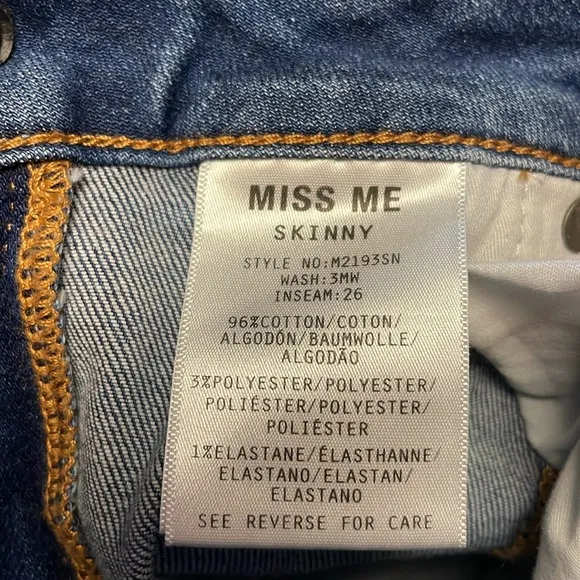 MISS ME
SKINNY
STYLE NO:M2193SN
WASH:3MW
INSEAM:26
96%COTTON/COTON/
ALGODÓN/BAUMWOLLE/
ALGODÃO
3%POLYESTER/POLYESTER/
POLIÉSTER/POLYESTER/
POLIÉSTER
1%ELASTANE/ÉLASTHANNE/
ELASTANO/ELASTAN/
ELASTANO
SEE REVERSE FOR CARE